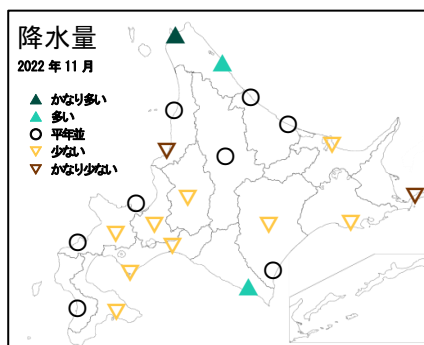 降水量
2022 年 11 月
かなり多い
多い
平年並
少ない
かなり少ない